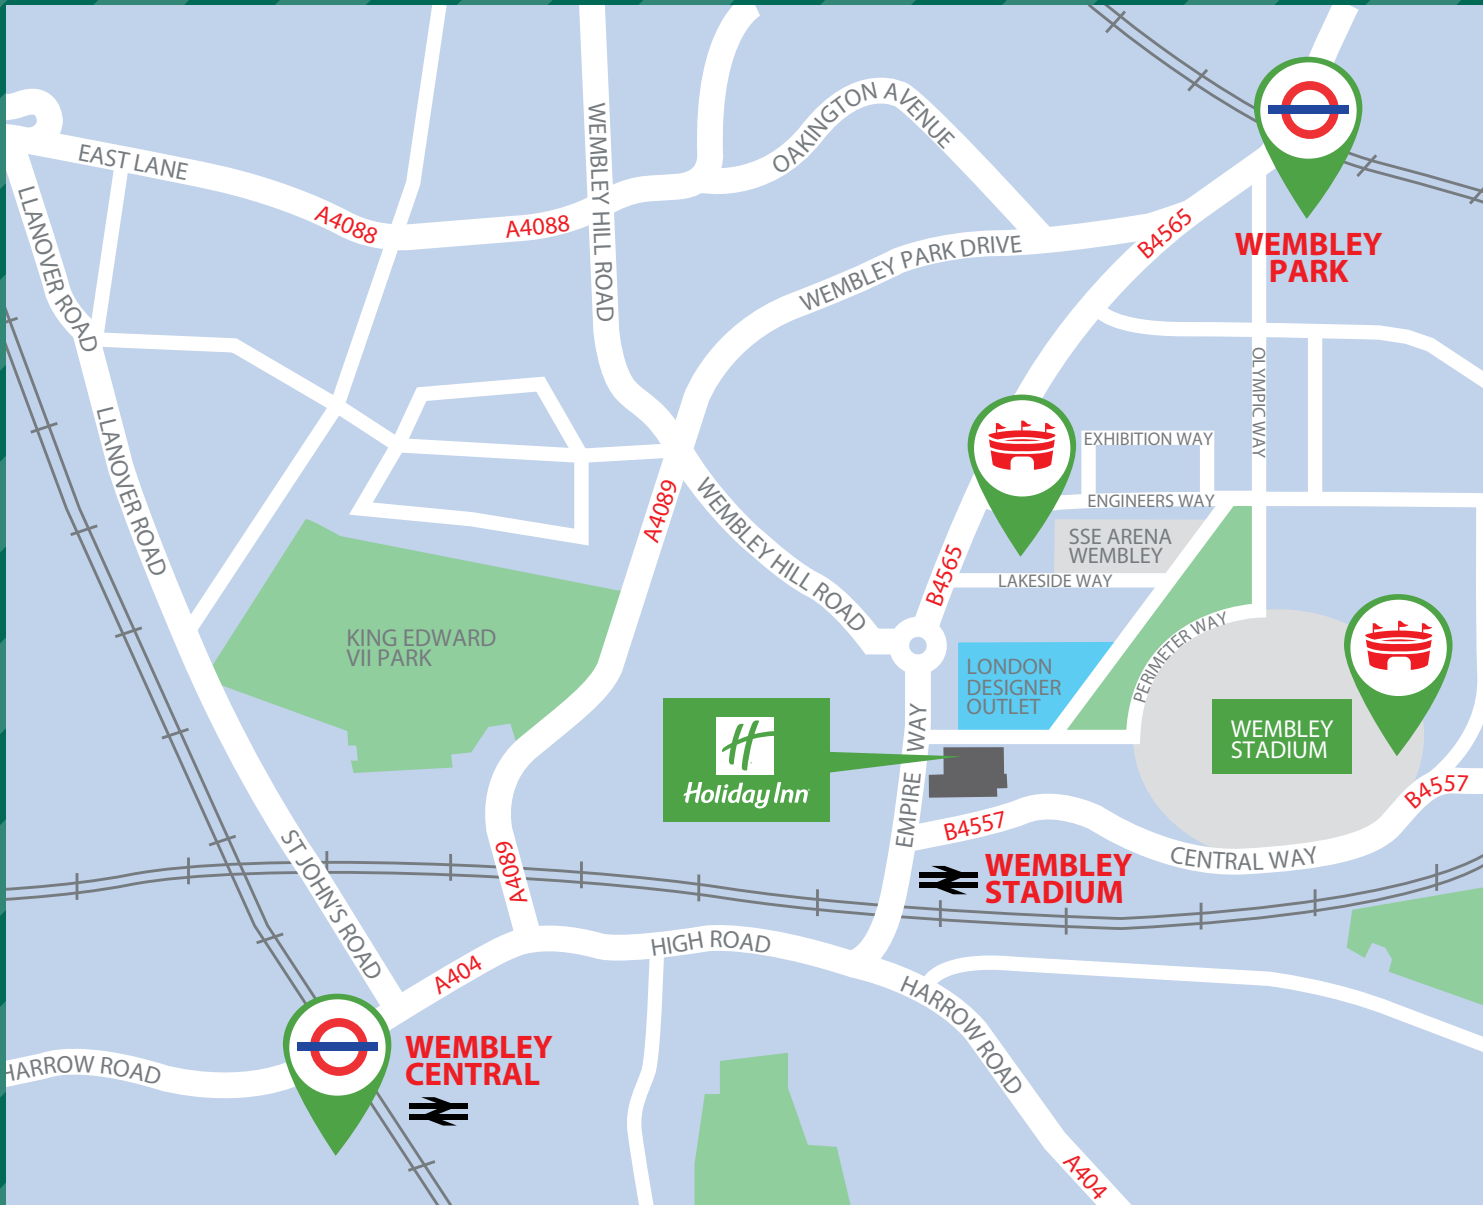 EAST LANE
A4088
A4088
WEMBLEY HILL ROAD
OAKINGTON AVENUE
LLANOVER ROAD
WEMBLEY PARK DRIVE
B4565
WEMBLEY
PARK
OLYMPIC WAY
LLANOVER ROAD
EXHIBITION WAY
ENGINEERS WAY
A4089
WEMBLEY HILL ROAD
SSE ARENA
WEMBLEY
B4565
LAKESIDE WAY
KING EDWARD
VII PARK
PERIMETER WAY
LONDON
DESIGNER
OUTLET
WEMBLEY
STADIUM
H
Holiday Inn
EMPIRE WAY
B4557
B4557
CENTRAL WAY
WEMBLEY
STADIUM
ST JOHN'S ROAD
A4089
HIGH ROAD
A404
HARROW ROAD
WEMBLEY
CENTRAL
HARROW ROAD
A404